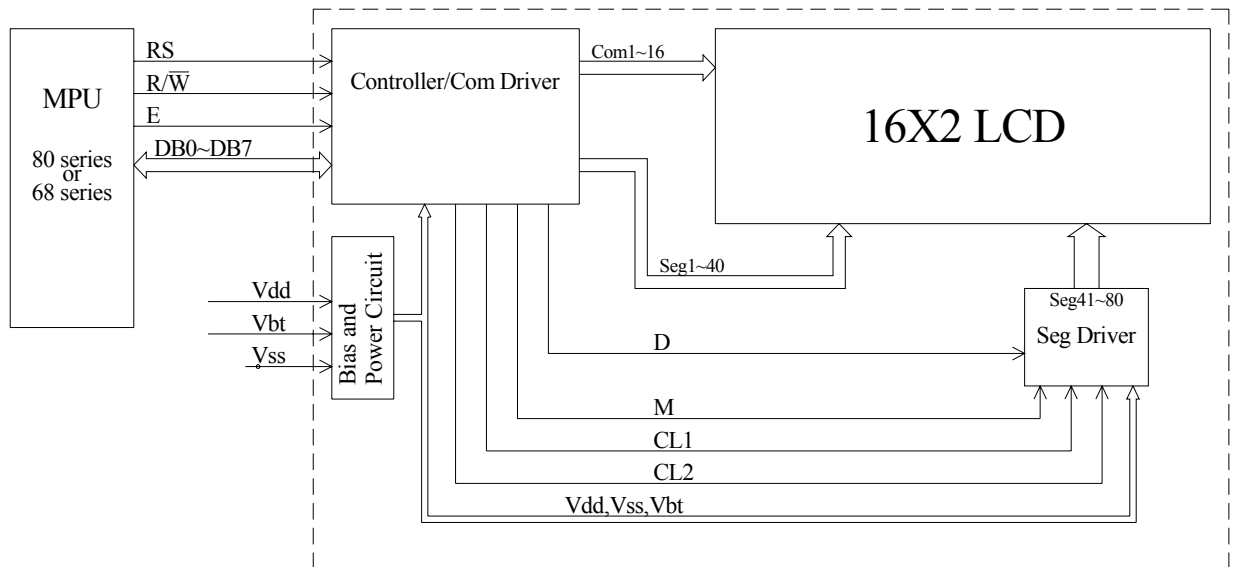 MPU
80 series
or
68 series
RS
R/W̅
E
DB0~DB7
Controller/Com Driver
Com1~16
16X2 LCD
Seg1~40
Vdd
Vbt
Vss
Bias and
Power Circuit
Seg41~80
Seg Driver
D
M
CL1
CL2
Vdd,Vss,Vbt